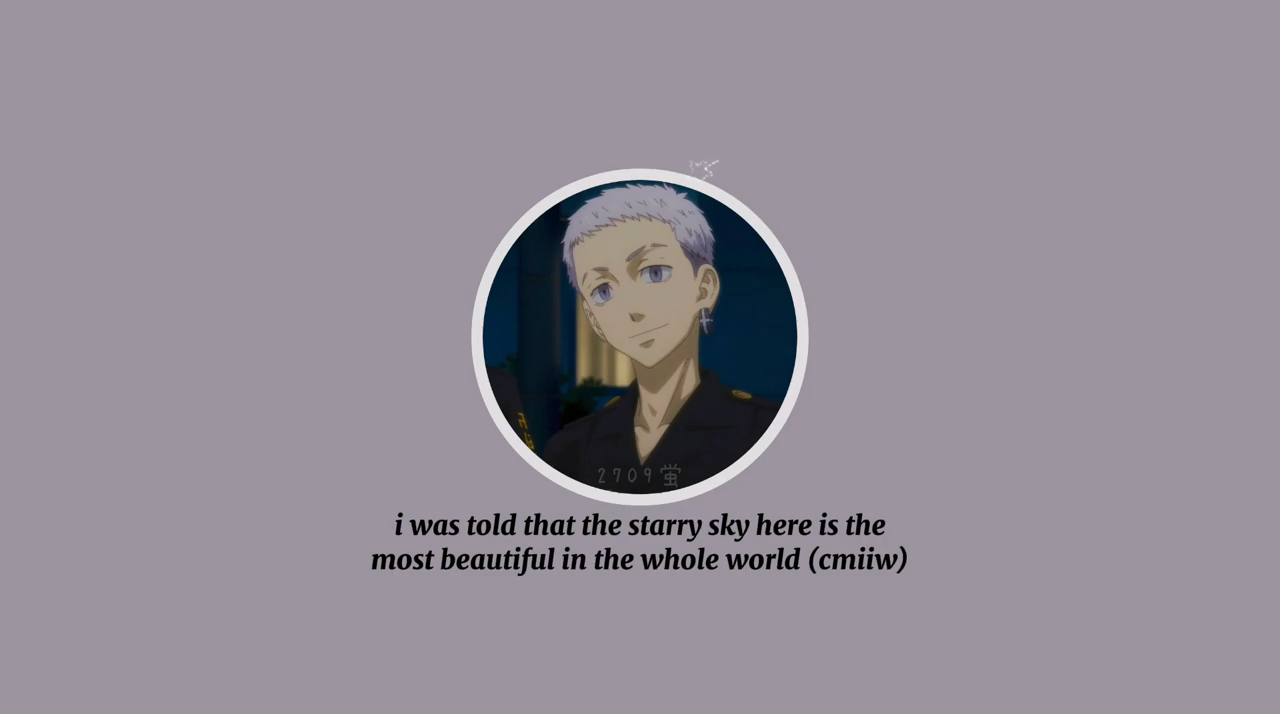 2709蛍
i was told that the starry sky here is the
most beautiful in the whole world (cmiiw)